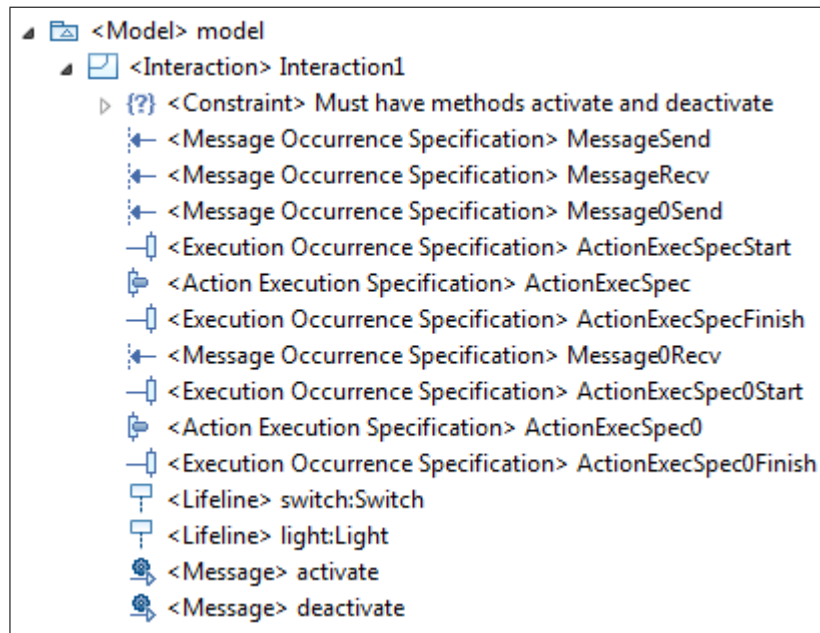 <Model> model
<Interaction> Interaction1
{?} <Constraint> Must have methods activate and deactivate
<Message Occurrence Specification> MessageSend
<Message Occurrence Specification> MessageRecv
<Message Occurrence Specification> Message0Send
<Execution Occurrence Specification> ActionExecSpecStart
<Action Execution Specification> ActionExecSpec
<Execution Occurrence Specification> ActionExecSpecFinish
<Message Occurrence Specification> Message0Recv
<Execution Occurrence Specification> ActionExecSpec0Start
<Action Execution Specification> ActionExecSpec0
<Execution Occurrence Specification> ActionExecSpec0Finish
<Lifeline> switch:Switch
<Lifeline> light:Light
<Message> activate
<Message> deactivate